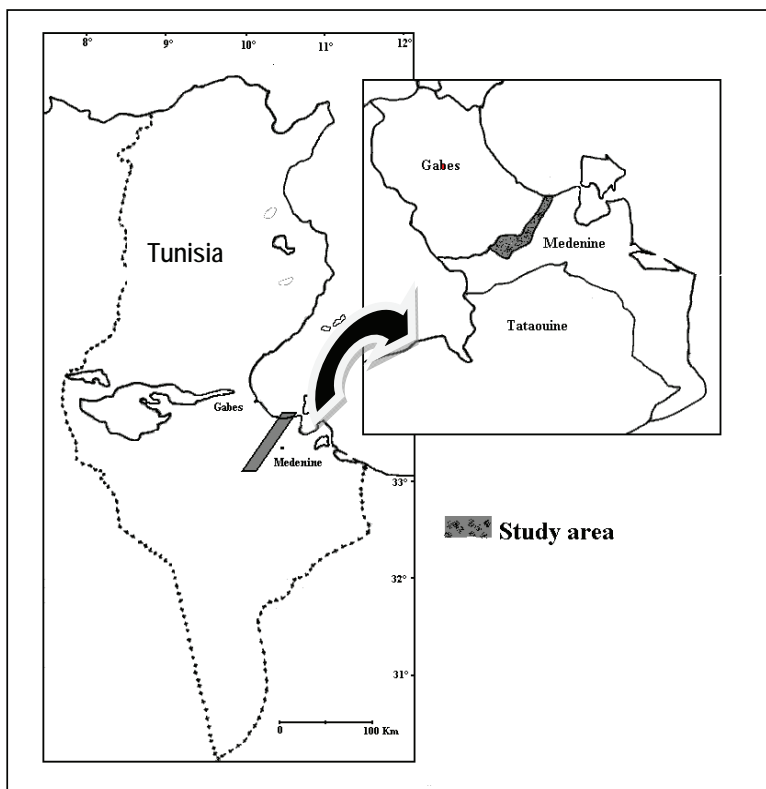 8° 9° 10° 11° 12°
Gabes
Medenine
Tataouine
Tunisia
Gabes
Medenine
33°
Study area
32°
31°
0 100 Km